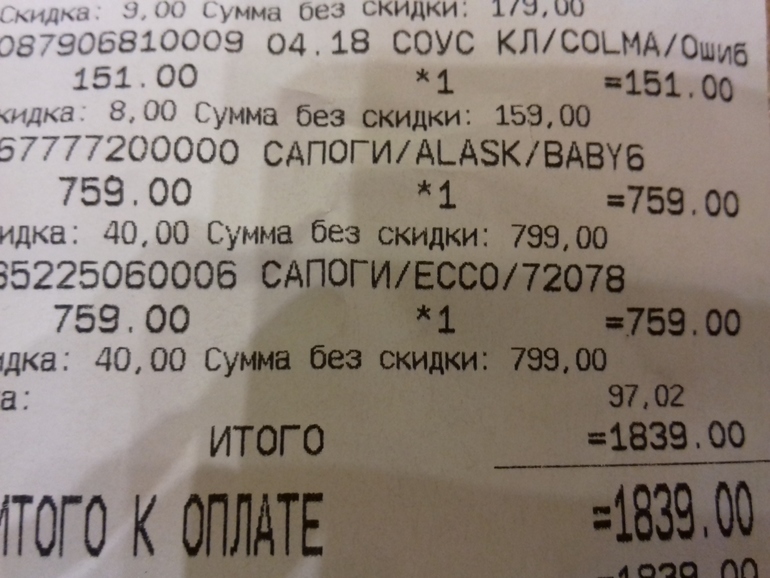 Скидка: 9,00 Сумма без скидки: 179,00
087906810009 04.18 СОУС КЛ/COLMA/Ошиб
151.00 *1 =151.00
кидка: 8,00 Сумма без скидки: 159,00
67777200000 САПОГИ/ALASK/BABY6
759.00 *1 =759.00
идка: 40,00 Сумма без скидки: 799,00
85225060006 САПОГИ/ECCO/72078
759.00 *1 =759.00
идка: 40,00 Сумма без скидки: 799,00
а: 97,02
ИТОГО =1839.00
ИТОГО К ОПЛАТЕ =1839.00
=1839.00